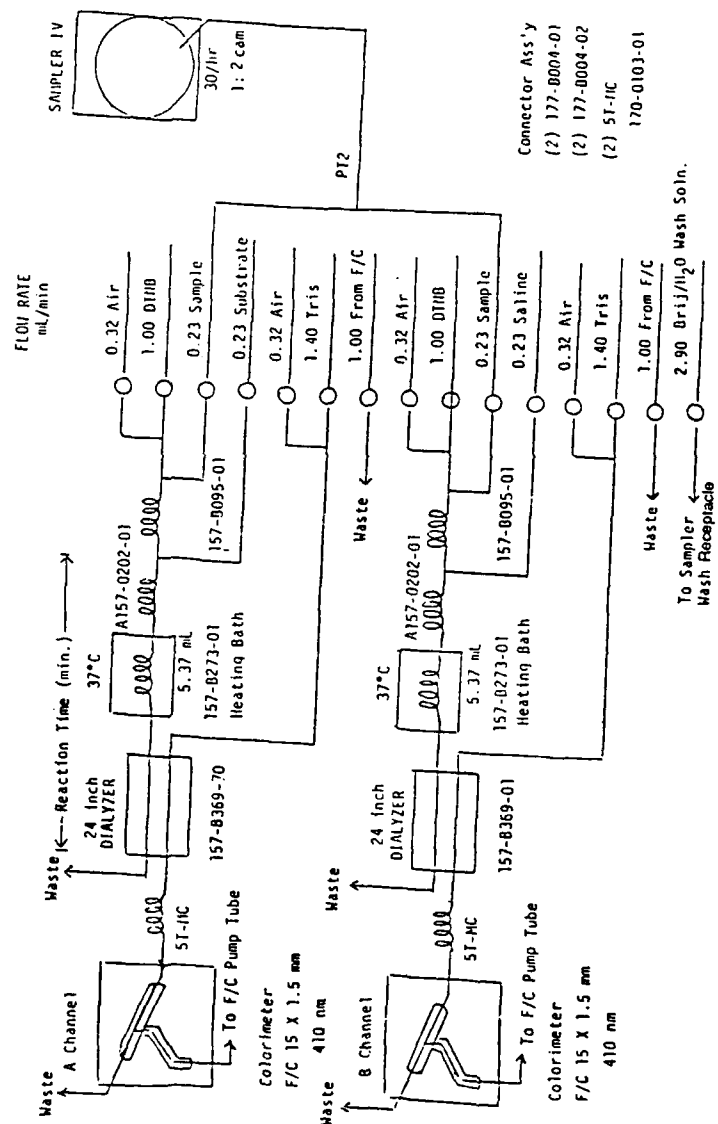 SAMPLER IV
30/hr
1:2 cam
PT2
Connector Ass'y
(2) 177-B004-01
(2) 177-B004-02
(2) 5T-MC
170-0103-01
FLOW RATE
mL/min
0.32 Air
1.00 DTNB
0.23 Sample
0.23 Substrate
0.32 Air
1.40 Tris
1.00 From F/C
0.32 Air
1.00 DTNB
0.23 Sample
0.23 Saline
0.32 Air
1.40 Tris
1.00 From F/C
2.90 Brij/H2O Wash Soln.
Waste
Waste
To Sampler
Wash Receptacle
Reaction Time (min.)
A157-0202-01
157-B095-01
37°C
5.37 mL
157-B273-01
Heating Bath
24 inch
DIALYZER
157-B369-70
Waste
5T-MC
A Channel
Waste
To F/C Pump Tube
Colorimeter
F/C 15 X 1.5 mm
410 nm
A157-0202-01
157-B095-01
37°C
5.37 mL
157-B273-01
Heating Bath
24 inch
DIALYZER
157-B369-01
Waste
5T-MC
B Channel
Waste
To F/C Pump Tube
Colorimeter
F/C 15 X 1.5 mm
410 nm